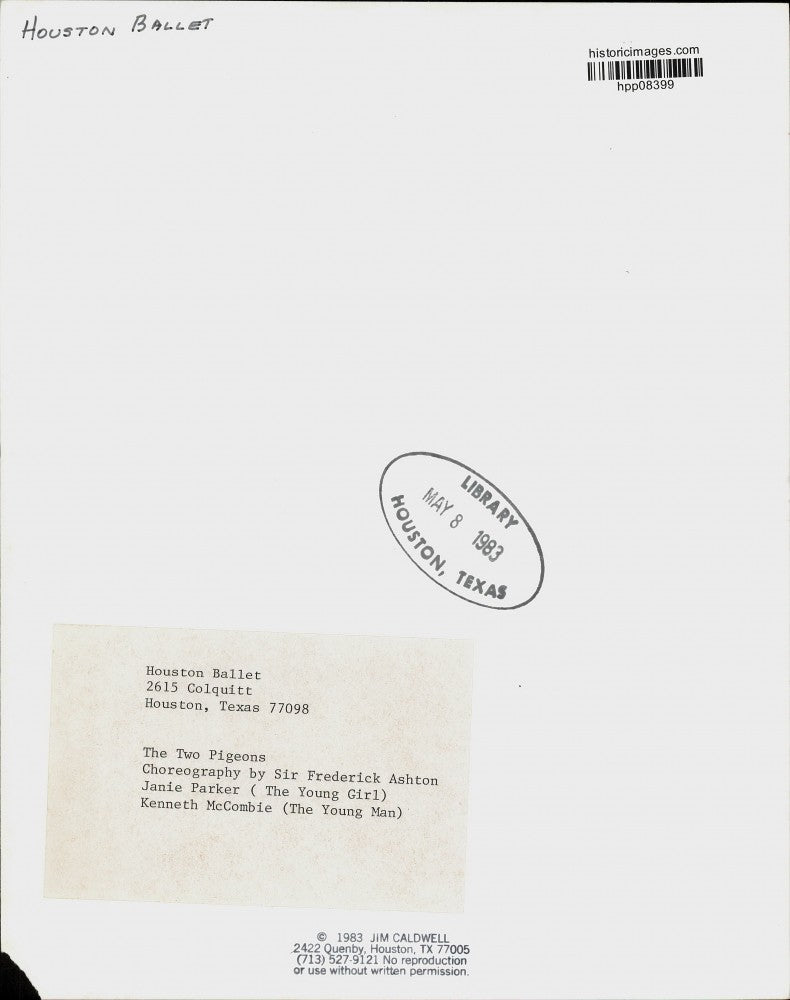 HOUSTON BALLET
historicimages.com
hpp08399
LIBRARY
MAY 8 1983
HOUSTON, TEXAS
Houston Ballet
2615 Colquitt
Houston, Texas 77098
The Two Pigeons
Choreography by Sir Frederick Ashton
Janie Parker ( The Young Girl)
Kenneth McCombie (The Young Man)
© 1983 JIM CALDWELL
2422 Quenby, Houston, TX 77005
(713) 527-9121 No reproduction
or use without written permission.